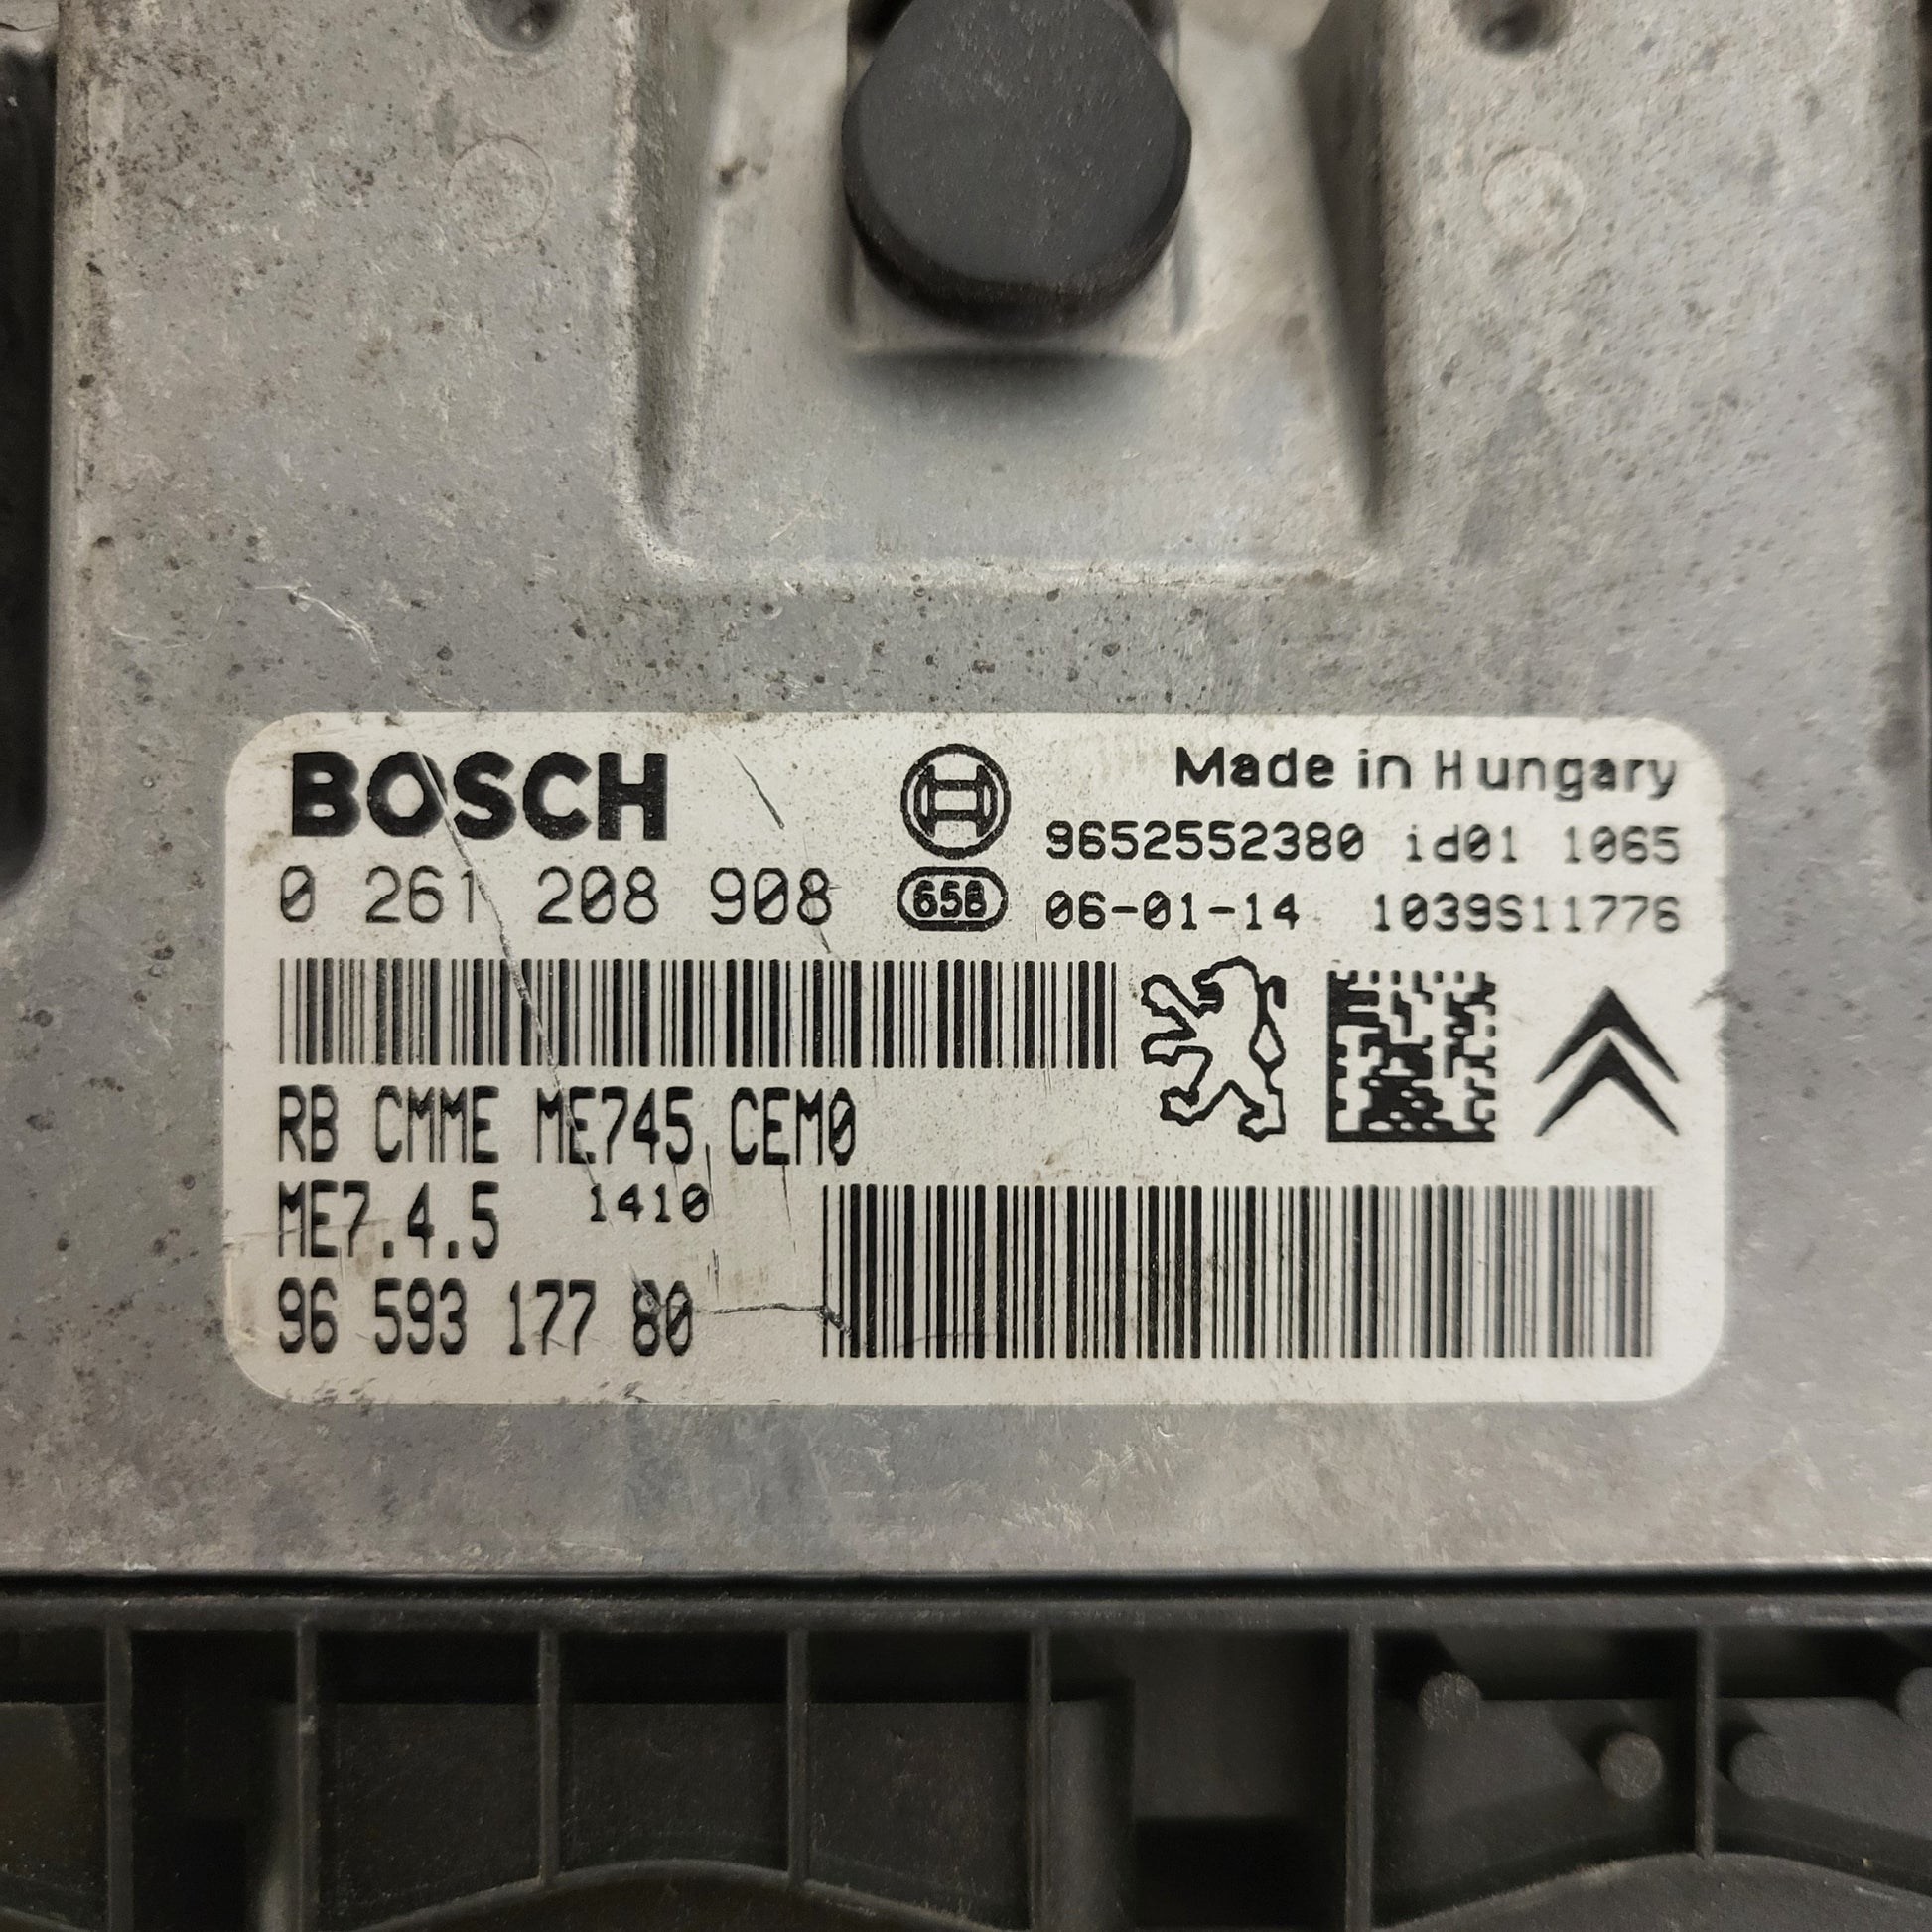 BOSCH
Made in Hungary
9652552380 id01 1065
0 261 208 908
658
06-01-14 1039S11776
RB CMME ME745 CEM0
ME7.4.5 1410
96 593 177 80